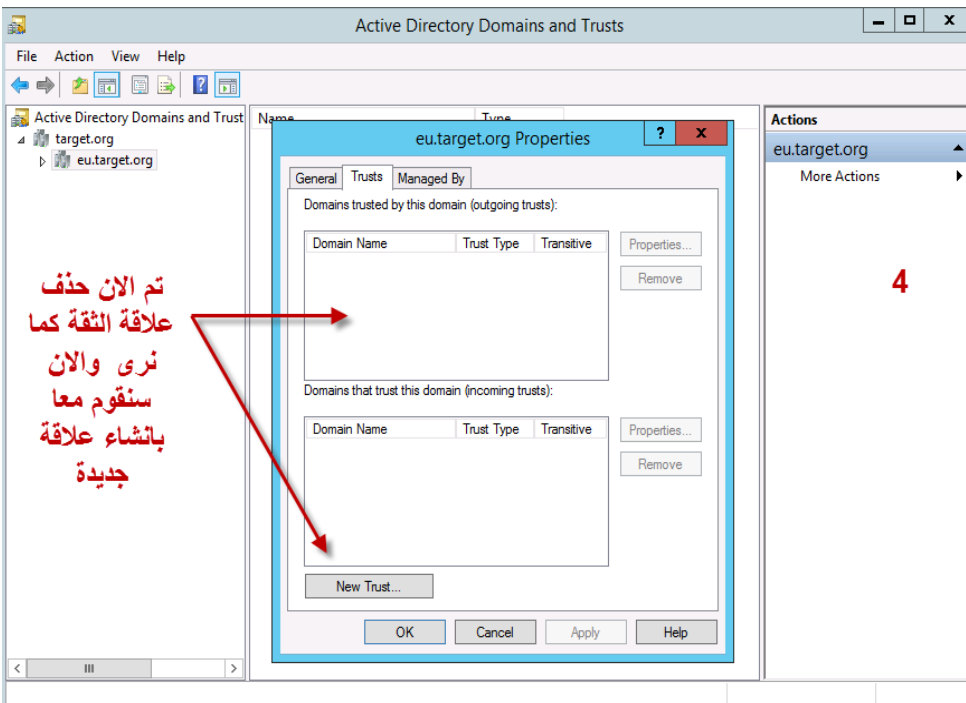 Active Directory Domains and Trusts
File Action View Help
Active Directory Domains and Trust
target.org
eu.target.org
Name Type
eu.target.org Properties
General Trusts Managed By
Domains trusted by this domain (outgoing trusts):
Domain Name Trust Type Transitive
Properties...
Remove
Domains that trust this domain (incoming trusts):
Domain Name Trust Type Transitive
Properties...
Remove
New Trust...
OK Cancel Apply Help
Actions
eu.target.org
More Actions
4
تم الان حذف
علاقة الثقة كما
نرى والان
سنقوم معا
بانشاء علاقة
جديدة